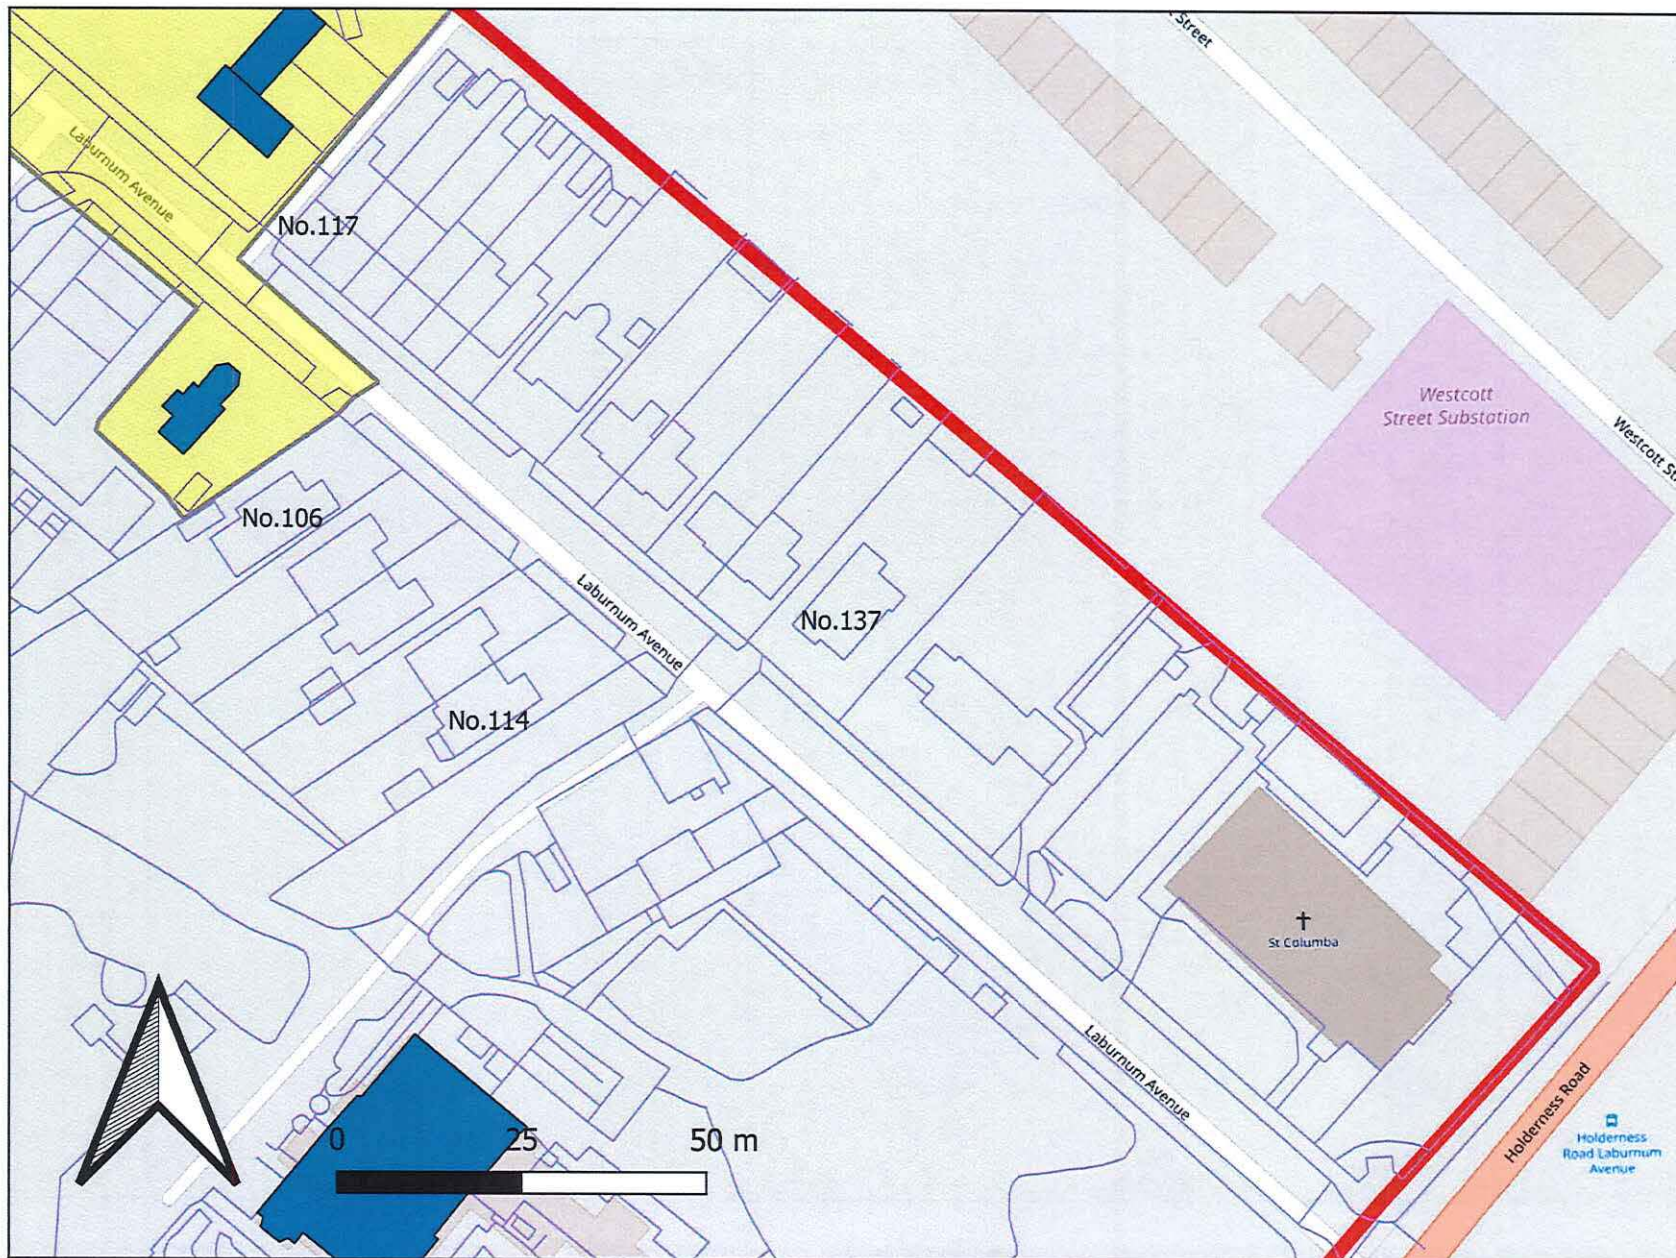 Street
Laburnum Avenue
No.117
Westcott
Street Substation
Westcott St
No.106
Laburnum Avenue
No.137
No.114
St Columba
Laburnum Avenue
Holderness Road
Holderness
Road Laburnum
Avenue
0 25 50 m